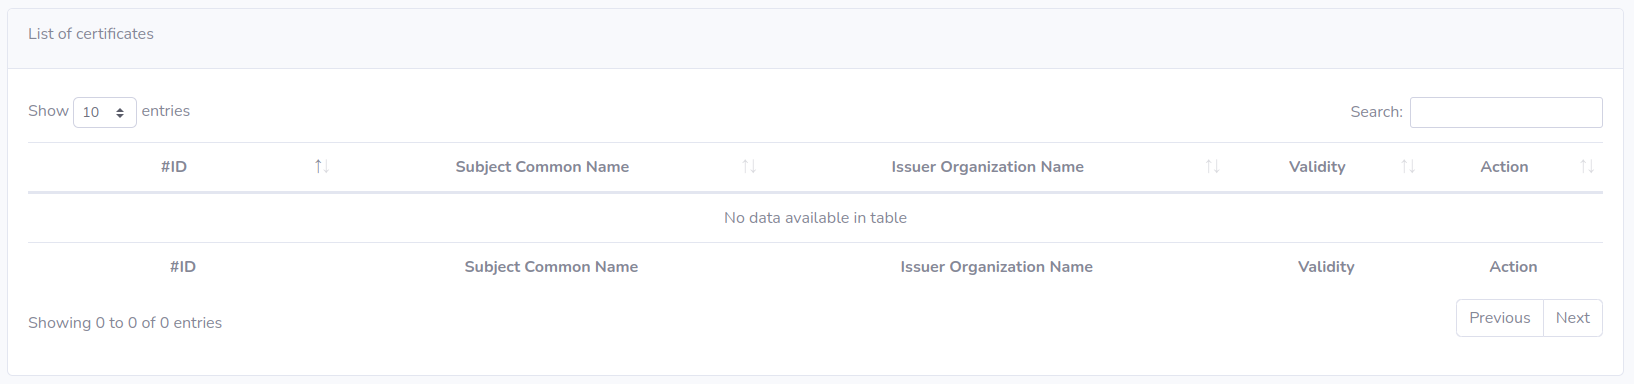 List of certificates
Show 10 entries Search:
#ID Subject Common Name Issuer Organization Name Validity Action
No data available in table
#ID Subject Common Name Issuer Organization Name Validity Action
Showing 0 to 0 of 0 entries Previous Next